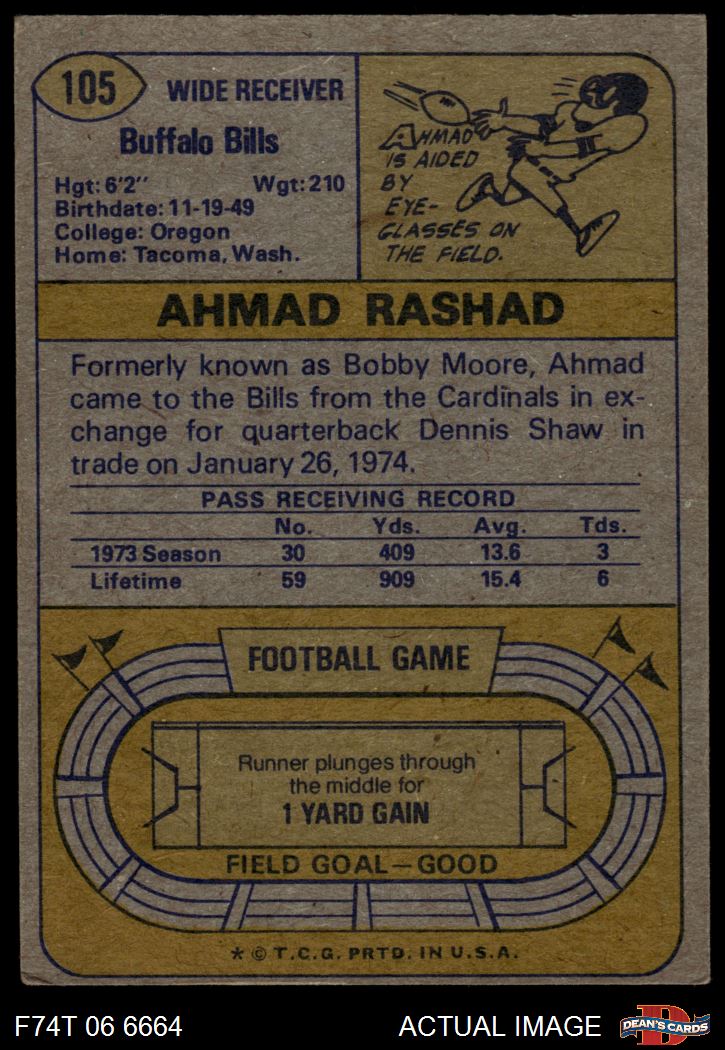 105
WIDE RECEIVER
Buffalo Bills
Hgt: 6'2" Wgt: 210
Birthdate: 11-19-49
College: Oregon
Home: Tacoma, Wash.
AHMAD
IS AIDED
BY
EYE-
GLASSES ON
THE FIELD.
AHMAD RASHAD
Formerly known as Bobby Moore, Ahmad
came to the Bills from the Cardinals in ex-
change for quarterback Dennis Shaw in
trade on January 26, 1974.
PASS RECEIVING RECORD
No. Yds. Avg. Tds.
1973 Season 30 409 13.6 3
Lifetime 59 909 15.4 6
FOOTBALL GAME
Runner plunges through
the middle for
1 YARD GAIN
FIELD GOAL—GOOD
* © T.C.G. PRTD. IN U.S.A.
F74T 06 6664 ACTUAL IMAGE
D
DEAN'S CARDS